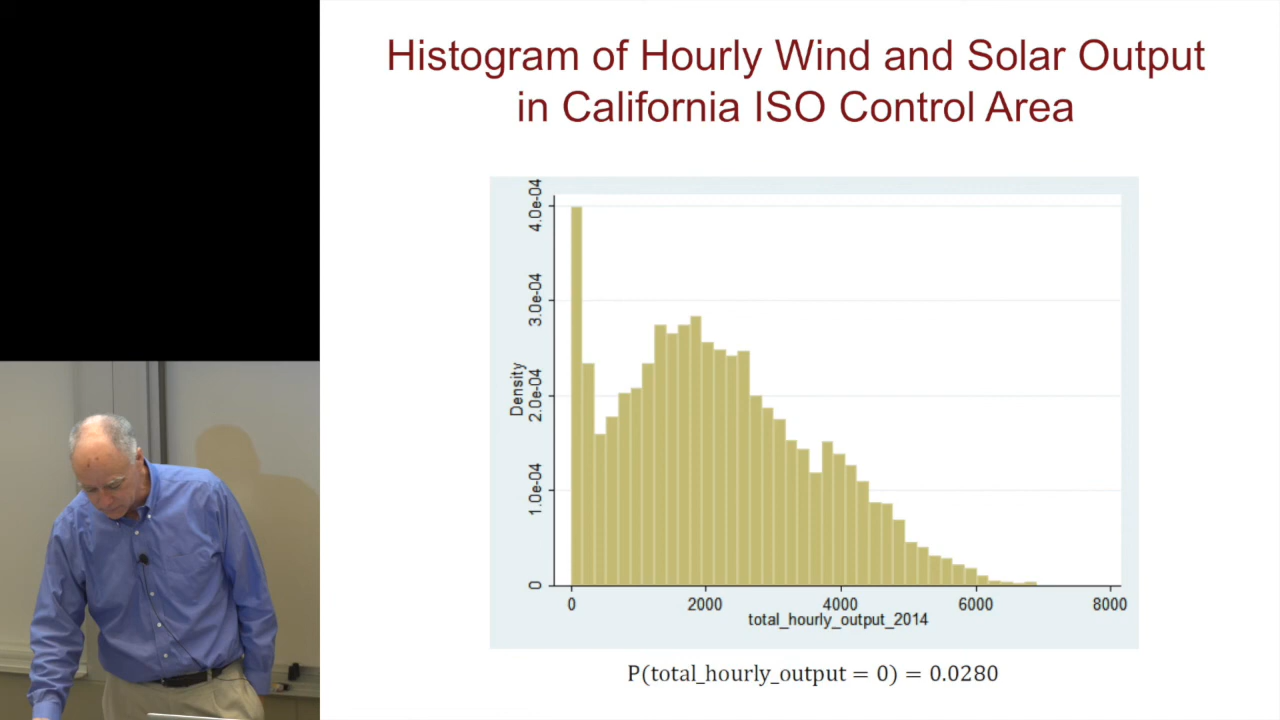 Histogram of Hourly Wind and Solar Output
in California ISO Control Area
4.0e-04
3.0e-04
2.0e-04
1.0e-04
0
Density
0 2000 4000 6000 8000
total_hourly_output_2014
P(total_hourly_output = 0) = 0.0280